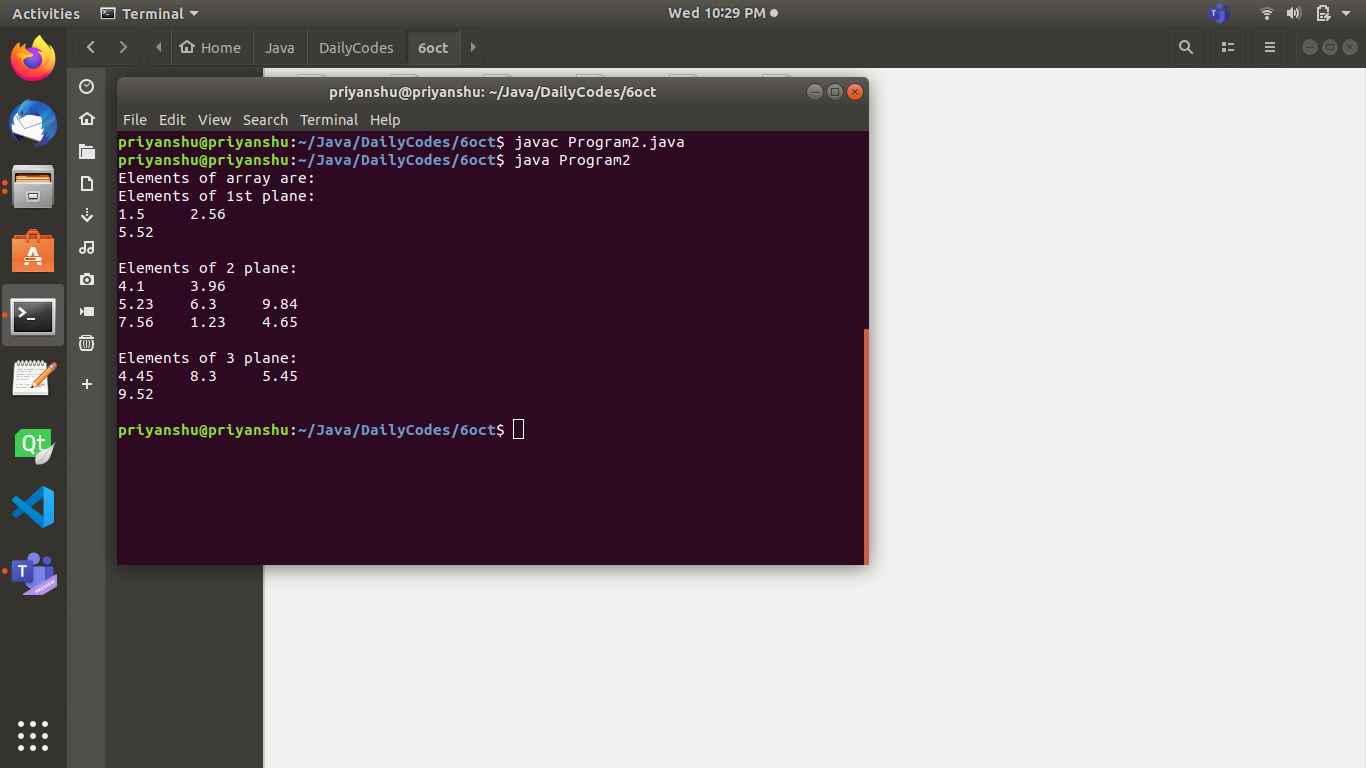 Activities Terminal Wed 10:29 PM
Home Java DailyCodes 6oct
priyanshu@priyanshu: ~/Java/DailyCodes/6oct
File Edit View Search Terminal Help
priyanshu@priyanshu:~/Java/DailyCodes/6oct$ javac Program2.java
priyanshu@priyanshu:~/Java/DailyCodes/6oct$ java Program2
Elements of array are:
Elements of 1st plane:
1.5 2.56
5.52
Elements of 2 plane:
4.1 3.96
5.23 6.3 9.84
7.56 1.23 4.65
Elements of 3 plane:
4.45 8.3 5.45
9.52
priyanshu@priyanshu:~/Java/DailyCodes/6oct$
Qt
T
PREVIEW